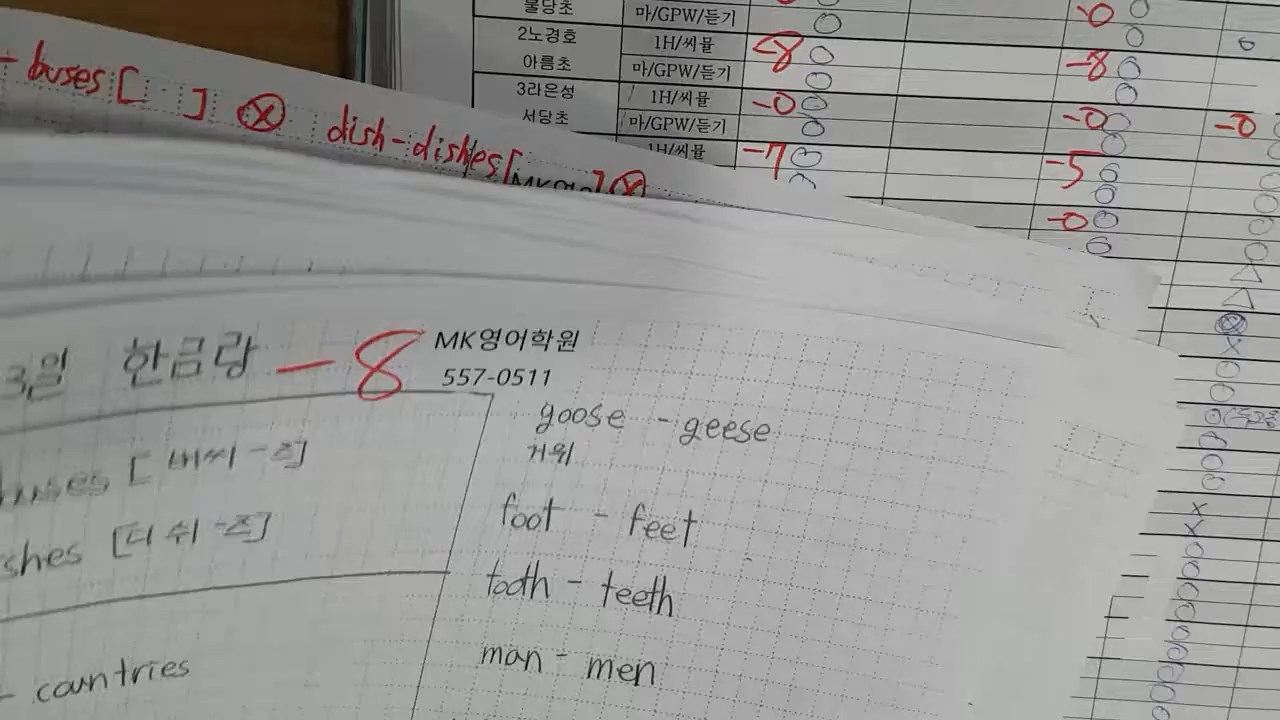 불당초 마/GPW/듣기 -0
2노경호 1H/씨뮬 -8 -8
아름초 마/GPW/듣기
3라은성 1H/씨뮬 -0 -0 -0
서당초 마/GPW/듣기
1H/씨뮬 -7 -5
-0
- buses [ ] ⊗ dish - dishes [ ] ⊗
3일 한금랑 -8 MK영어학원
557-0511
goose - geese
거위
buses [버씨-즈]
foot - feet
shes [디쉬-즈]
tooth - teeth
man - men
- countries